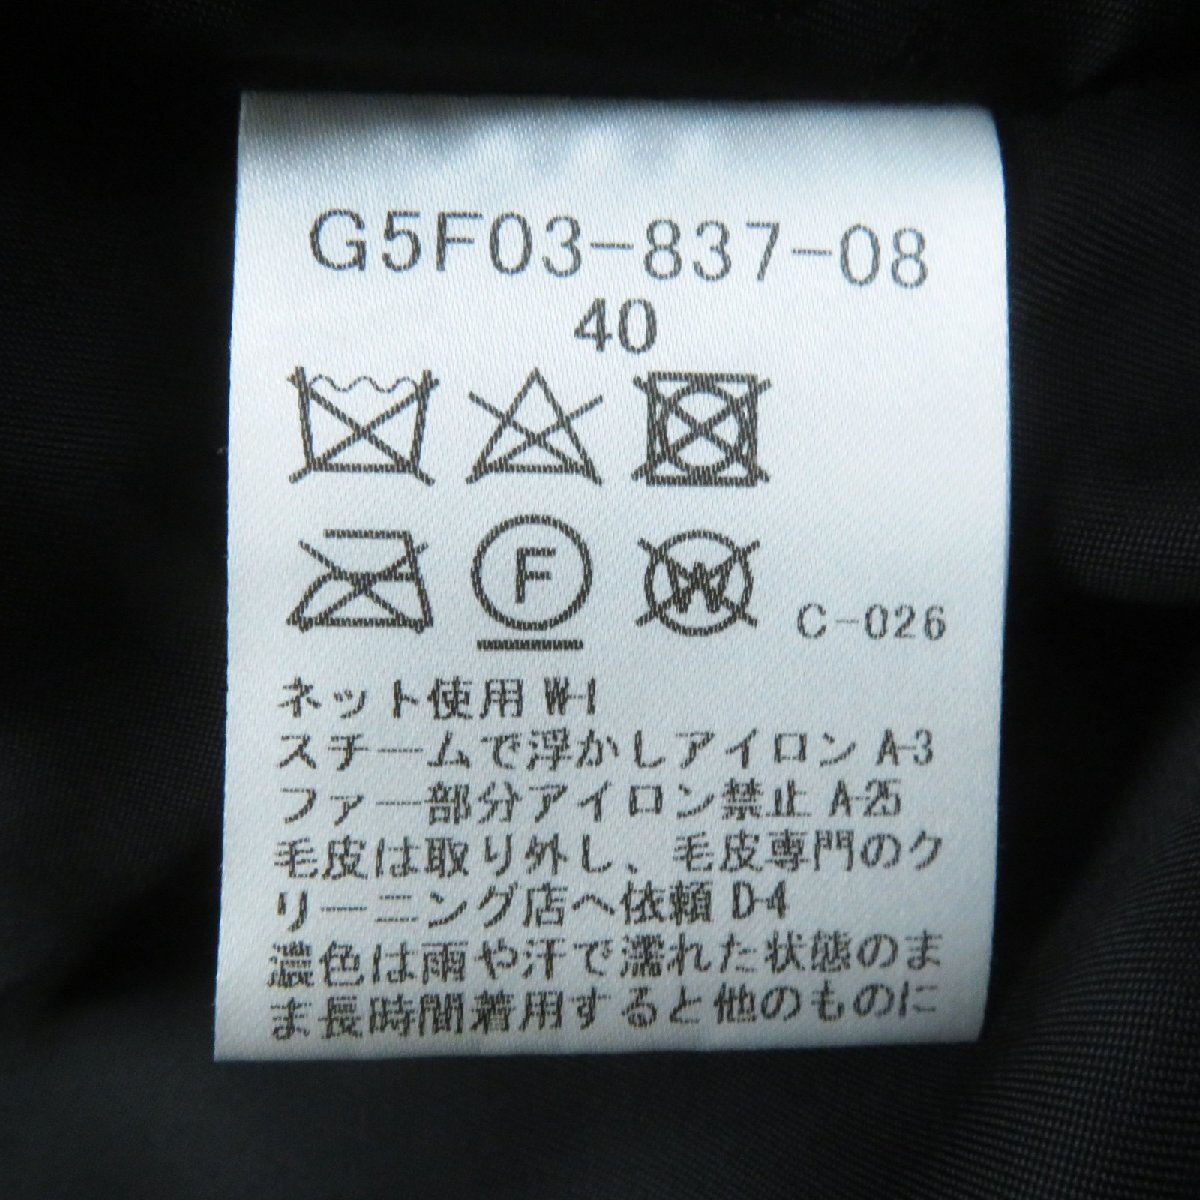 G5F03-837-08
40
F
W
C-026
ネット使用 W-1
スチームで浮かしアイロン A-3
ファー部分アイロン禁止 A-25
毛皮は取り外し、毛皮専門のク
リーニング店へ依頼 D-4
濃色は雨や汗で濡れた状態のま
ま長時間着用すると他のものに